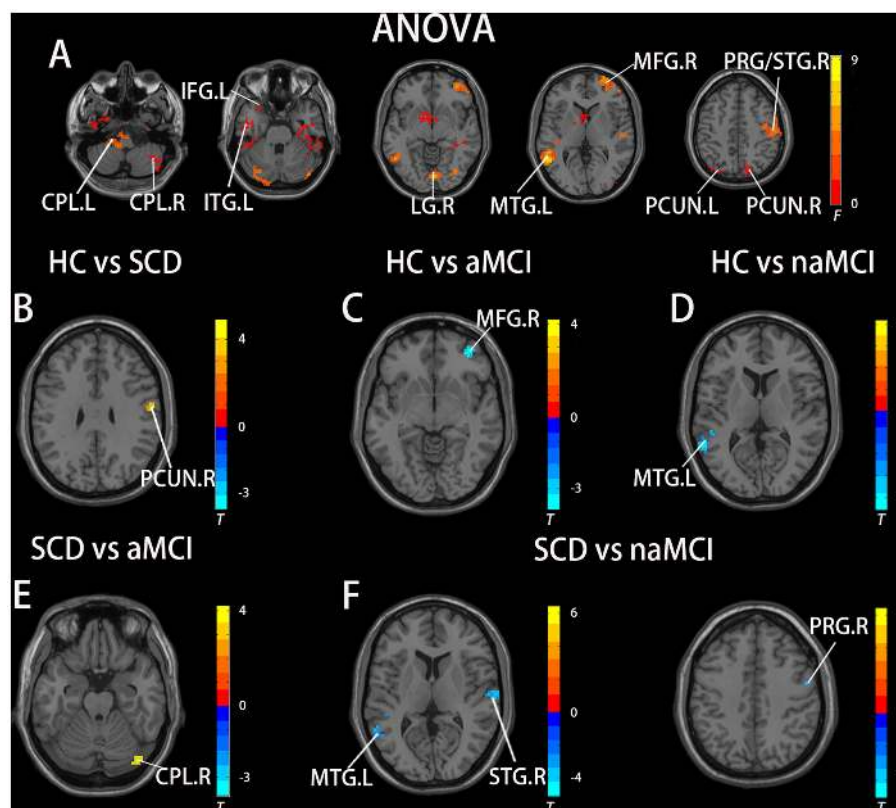 ANOVA
A
IFG.L
MFG.R
PRG/STG.R
9
CPL.L
CPL.R
ITG.L
LG.R
MTG.L
PCUN.L
PCUN.R
0
F
HC vs SCD
HC vs aMCI
HC vs naMCI
B
PCUN.R
4
0
-3
T
C
MFG.R
4
0
-3
T
D
MTG.L
T
SCD vs aMCI
SCD vs naMCI
E
CPL.R
4
0
-3
T
F
MTG.L
STG.R
6
0
-4
T
PRG.R
T